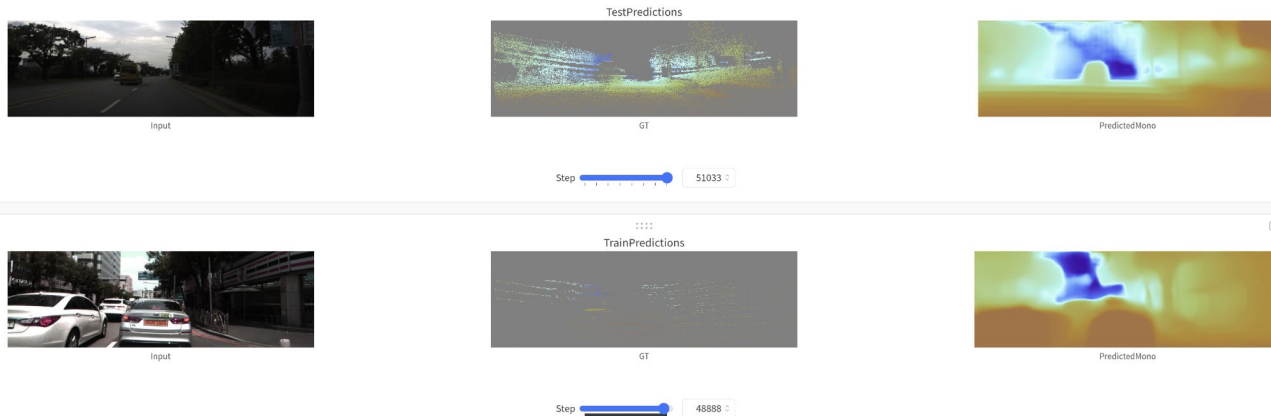 TestPredictions
Input
GT
PredictedMono
Step 51033
TrainPredictions
Input
GT
PredictedMono
Step 48888